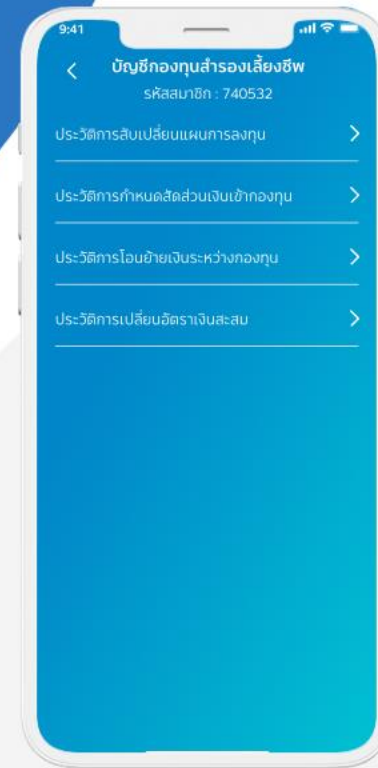 9:41
บัญชีกองทุนสำรองเลี้ยงชีพ
รหัสสมาชิก : 740532
ประวัติการสับเปลี่ยนแผนการลงทุน
ประวัติการกำหนดสัดส่วนเงินเข้ากองทุน
ประวัติการโอนย้ายเงินระหว่างกองทุน
ประวัติการเปลี่ยนอัตราเงินสะสม